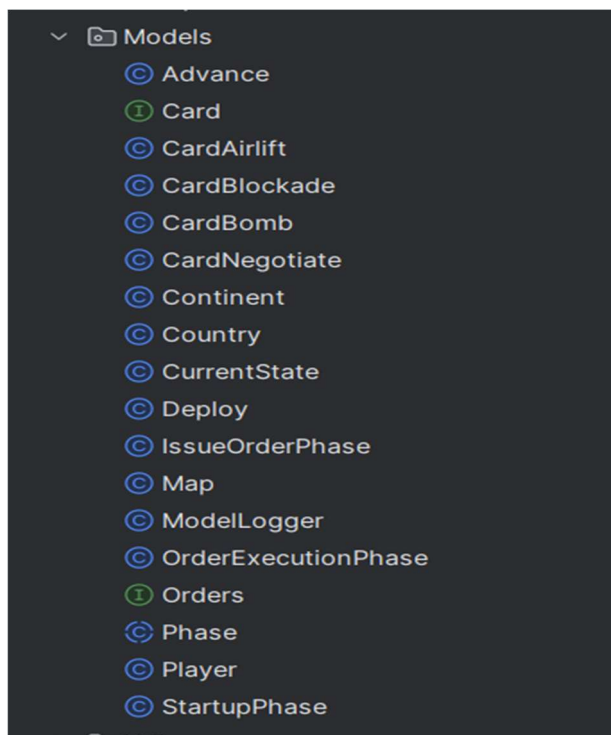 Models
Advance
Card
CardAirlift
CardBlockade
CardBomb
CardNegotiate
Continent
Country
CurrentState
Deploy
IssueOrderPhase
Map
ModelLogger
OrderExecutionPhase
Orders
Phase
Player
StartupPhase